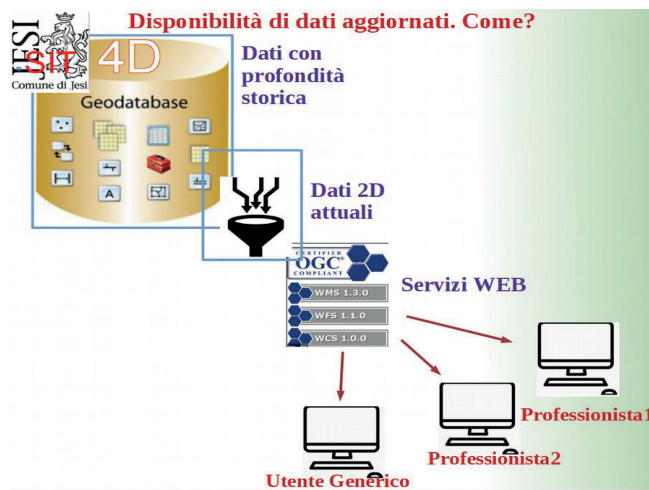 Disponibilità di dati aggiornati. Come?
JESI
SIT
4D
Comune di Jesi
Dati con
profondità
storica
Geodatabase
A
Dati 2D
attuali
CERTIFIED
OGC®
COMPLIANT
WMS 1.3.0
WFS 1.1.0
WCS 1.0.0
Servizi WEB
Professionista1
Professionista2
Utente Generico